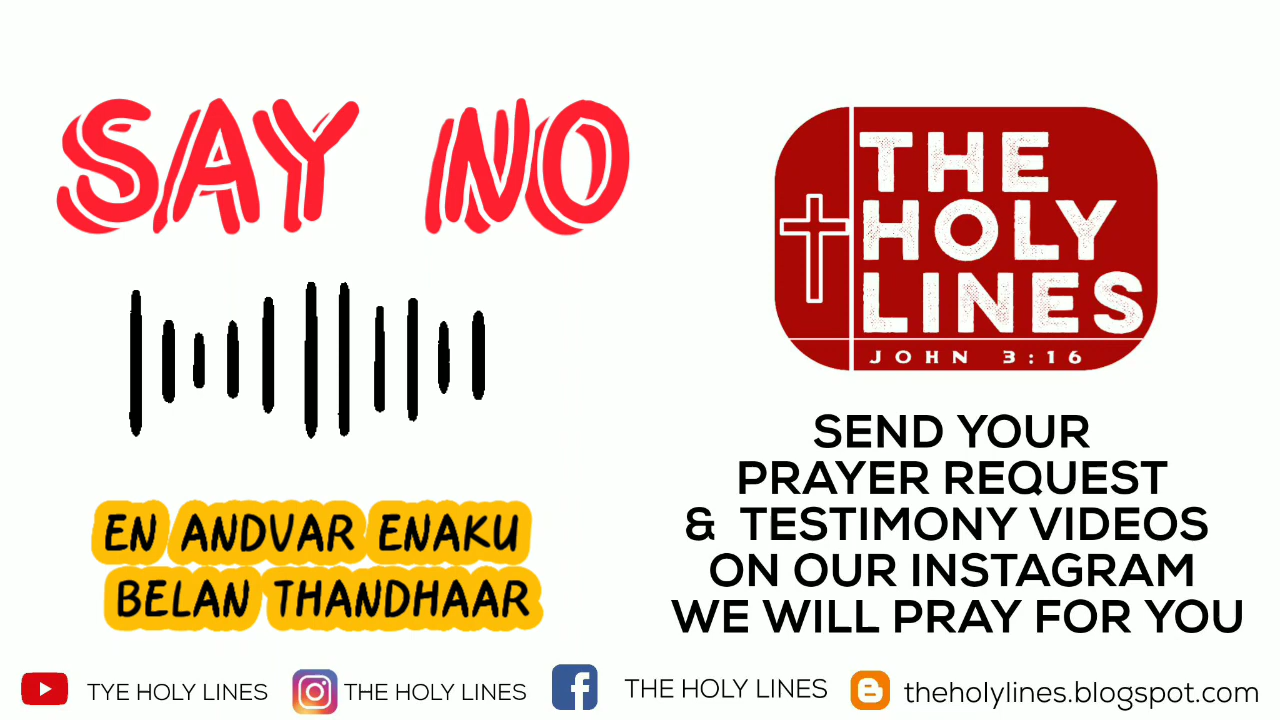 SAY NO
EN ANDVAR ENAKU
BELAN THANDHAAR
THE
HOLY
LINES
JOHN 3:16
SEND YOUR
PRAYER REQUEST
& TESTIMONY VIDEOS
ON OUR INSTAGRAM
WE WILL PRAY FOR YOU
TYE HOLY LINES
THE HOLY LINES
THE HOLY LINES
theholylines.blogspot.com